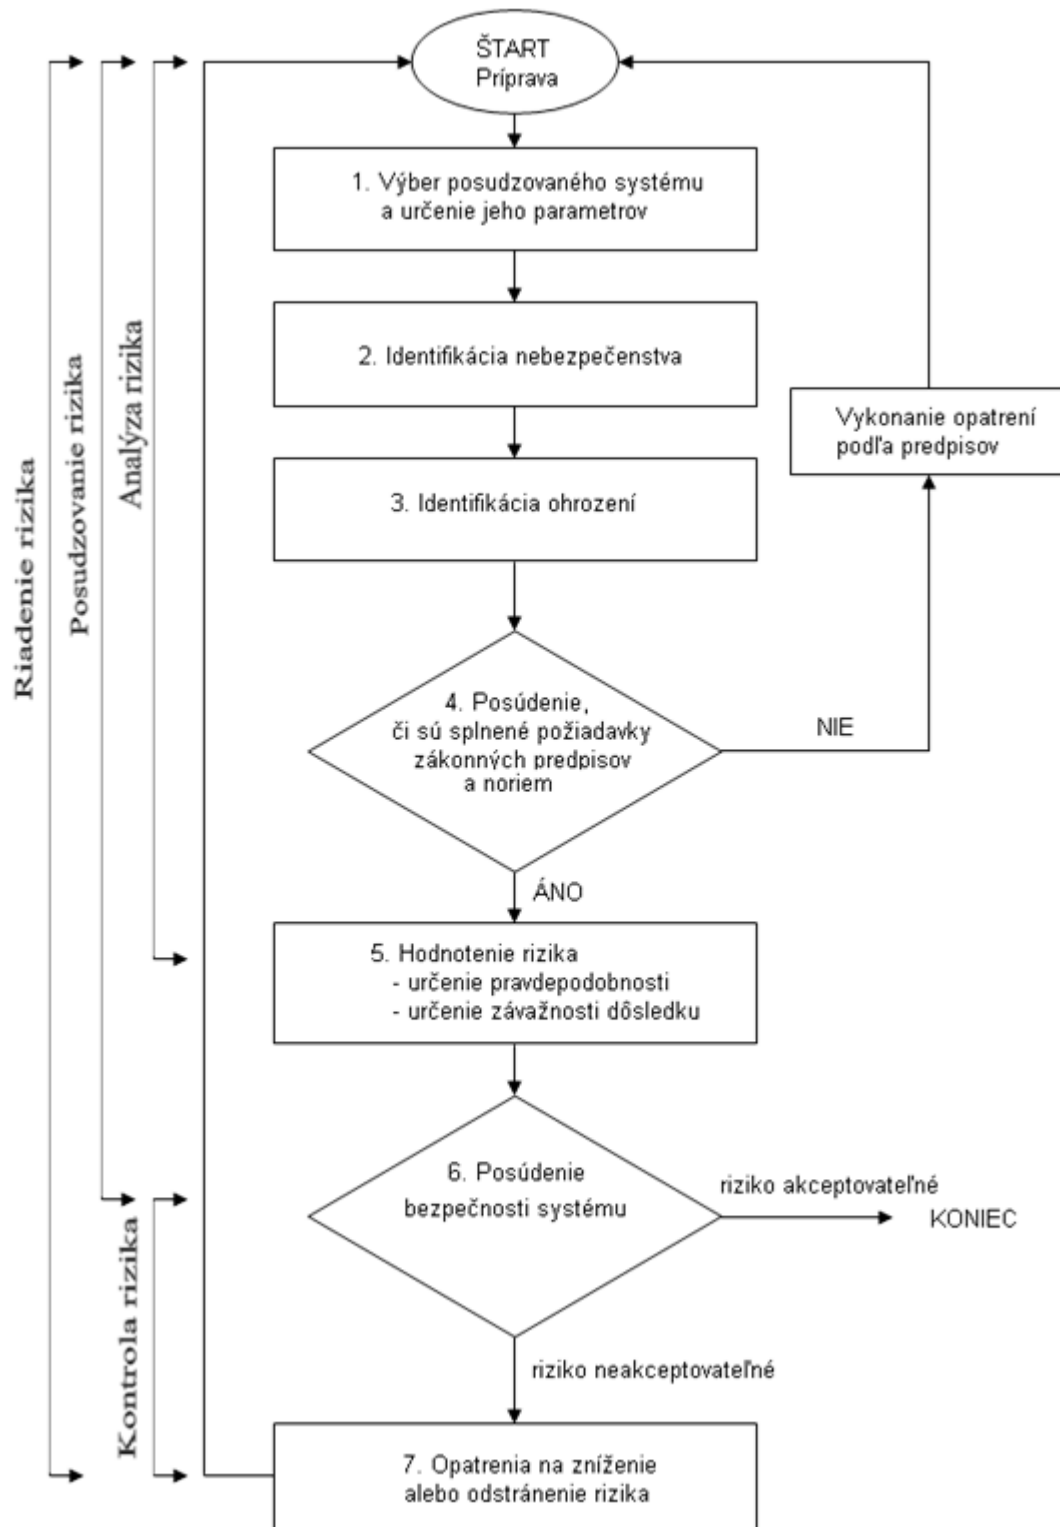 ŠTART
Príprava
1. Výber posudzovaného systému
a určenie jeho parametrov
2. Identifikácia nebezpečenstva
3. Identifikácia ohrození
Vykonanie opatrení
podľa predpisov
4. Posúdenie,
či sú splnené požiadavky
zákonných predpisov
a noriem
NIE
ÁNO
5. Hodnotenie rizika
- určenie pravdepodobnosti
- určenie závažnosti dôsledku
6. Posúdenie
bezpečnosti systému
riziko akceptovateľné
KONIEC
riziko neakceptovateľné
7. Opatrenia na zníženie
alebo odstránenie rizika
Riadenie rizika
Posudzovanie rizika
Analýza rizika
Kontrola rizika